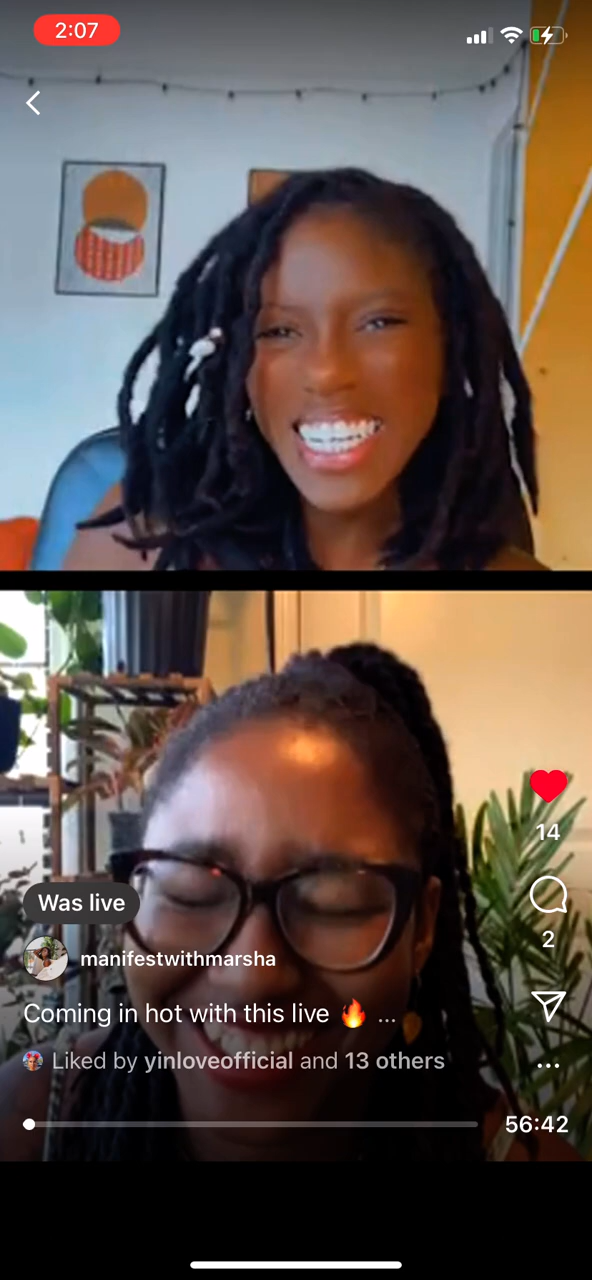 2:07
14
Was live
2
manifestwithmarsha
Coming in hot with this live 🔥 ...
Liked by yinloveofficial and 13 others
56:42